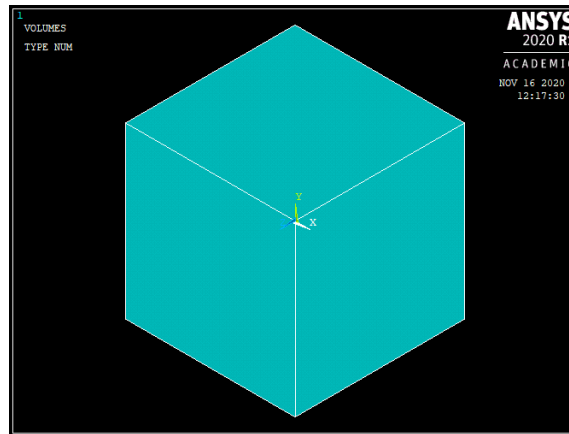 1
VOLUMES
TYPE NUM
ANSYS
2020 R
ACADEMIC
NOV 16 2020
12:17:30
Y
X